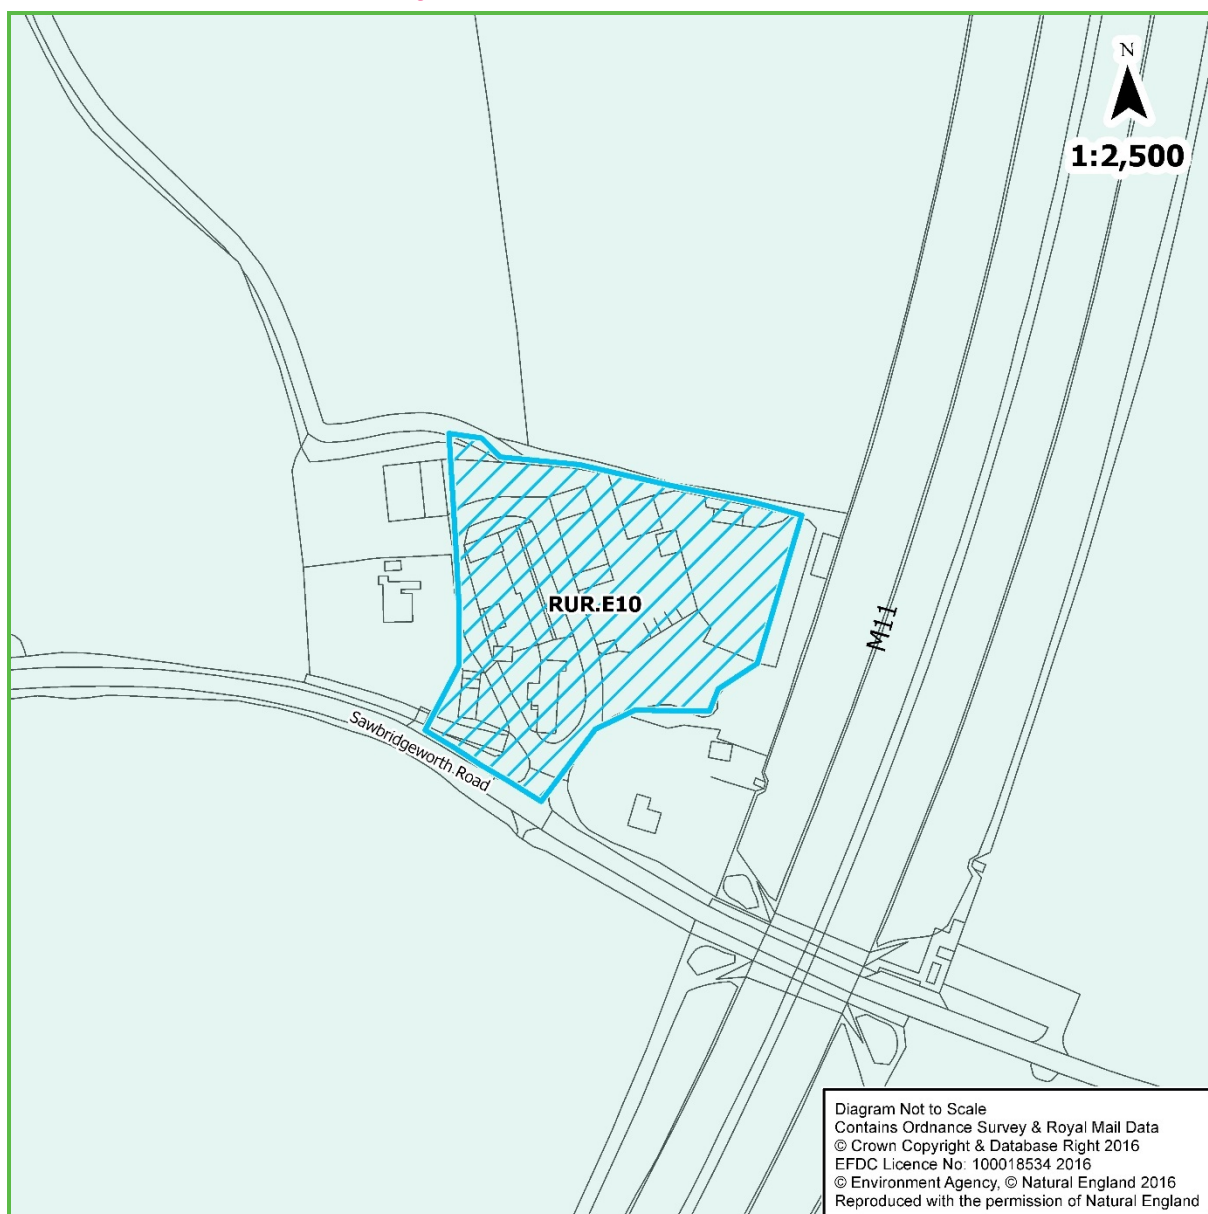 N
1:2,500
RUR.E10
M11
Sawbridgeworth Road
Diagram Not to Scale
Contains Ordnance Survey & Royal Mail Data
© Crown Copyright & Database Right 2016
EFDC Licence No: 100018534 2016
© Environment Agency, © Natural England 2016
Reproduced with the permission of Natural England